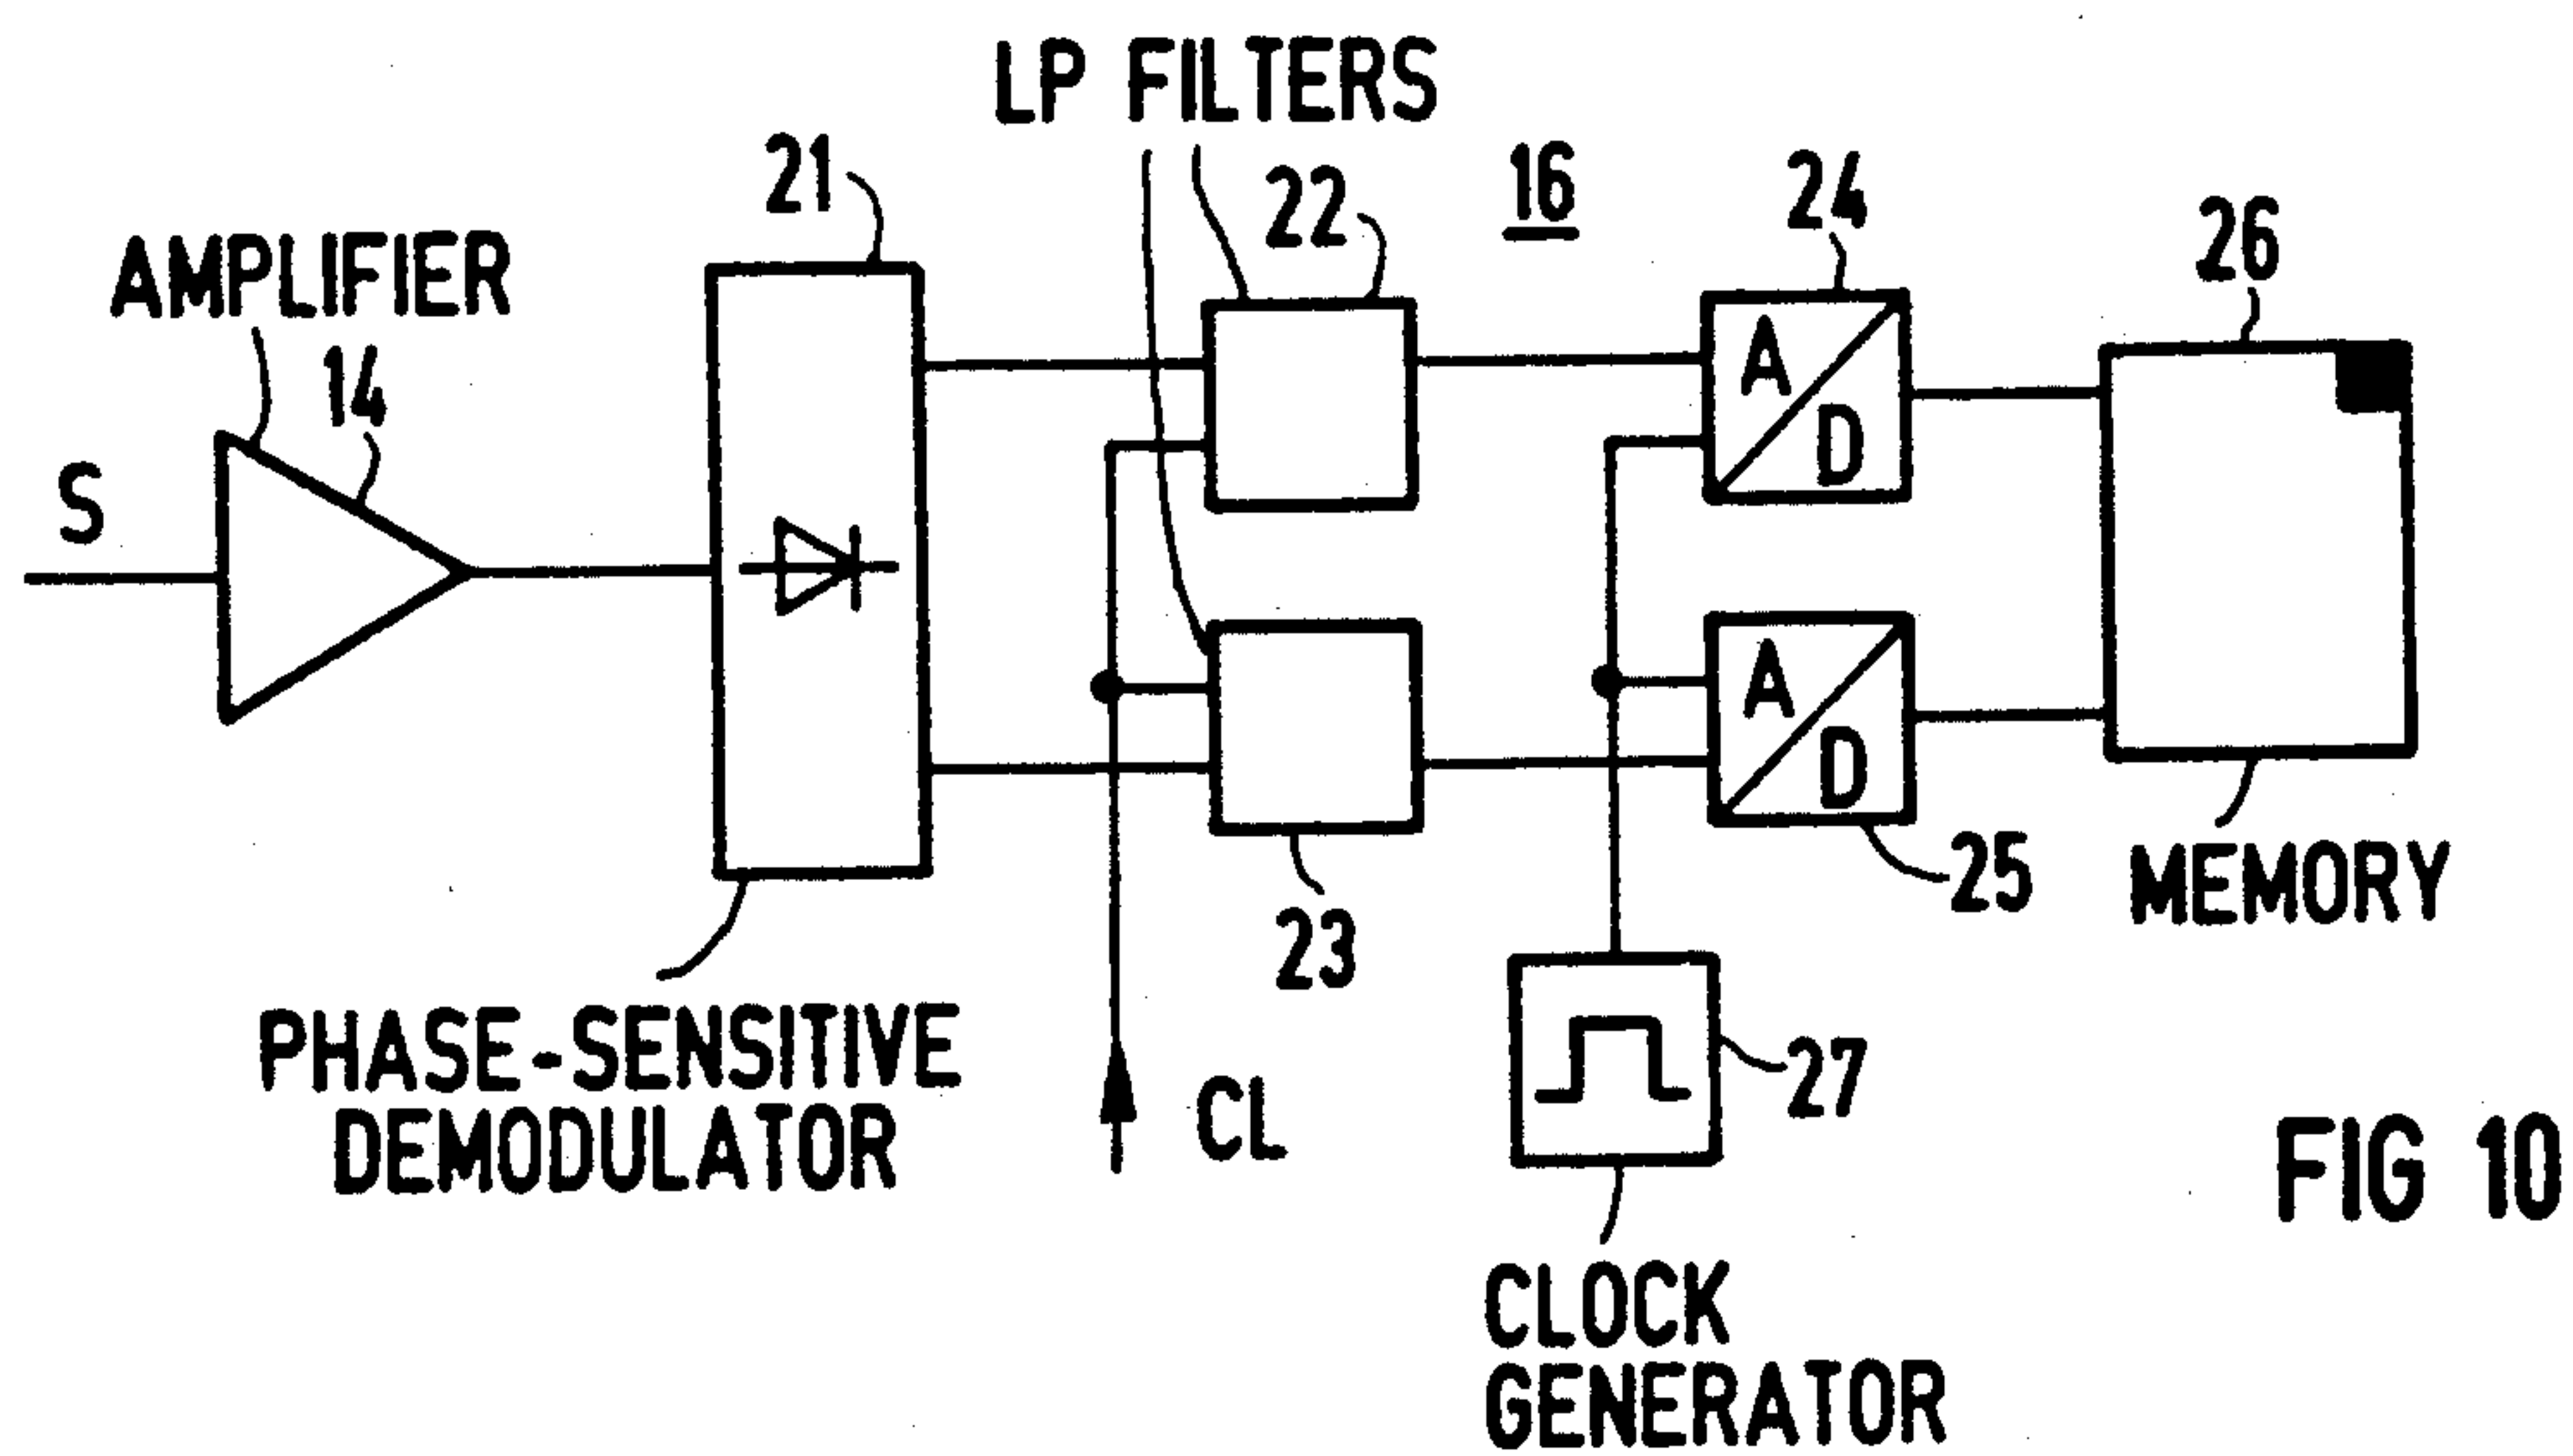 LP FILTERS
21
22
16
24
26
AMPLIFIER
14
S
A
D
A
D
25
MEMORY
23
PHASE-SENSITIVE
DEMODULATOR
CL
27
FIG 10
CLOCK
GENERATOR